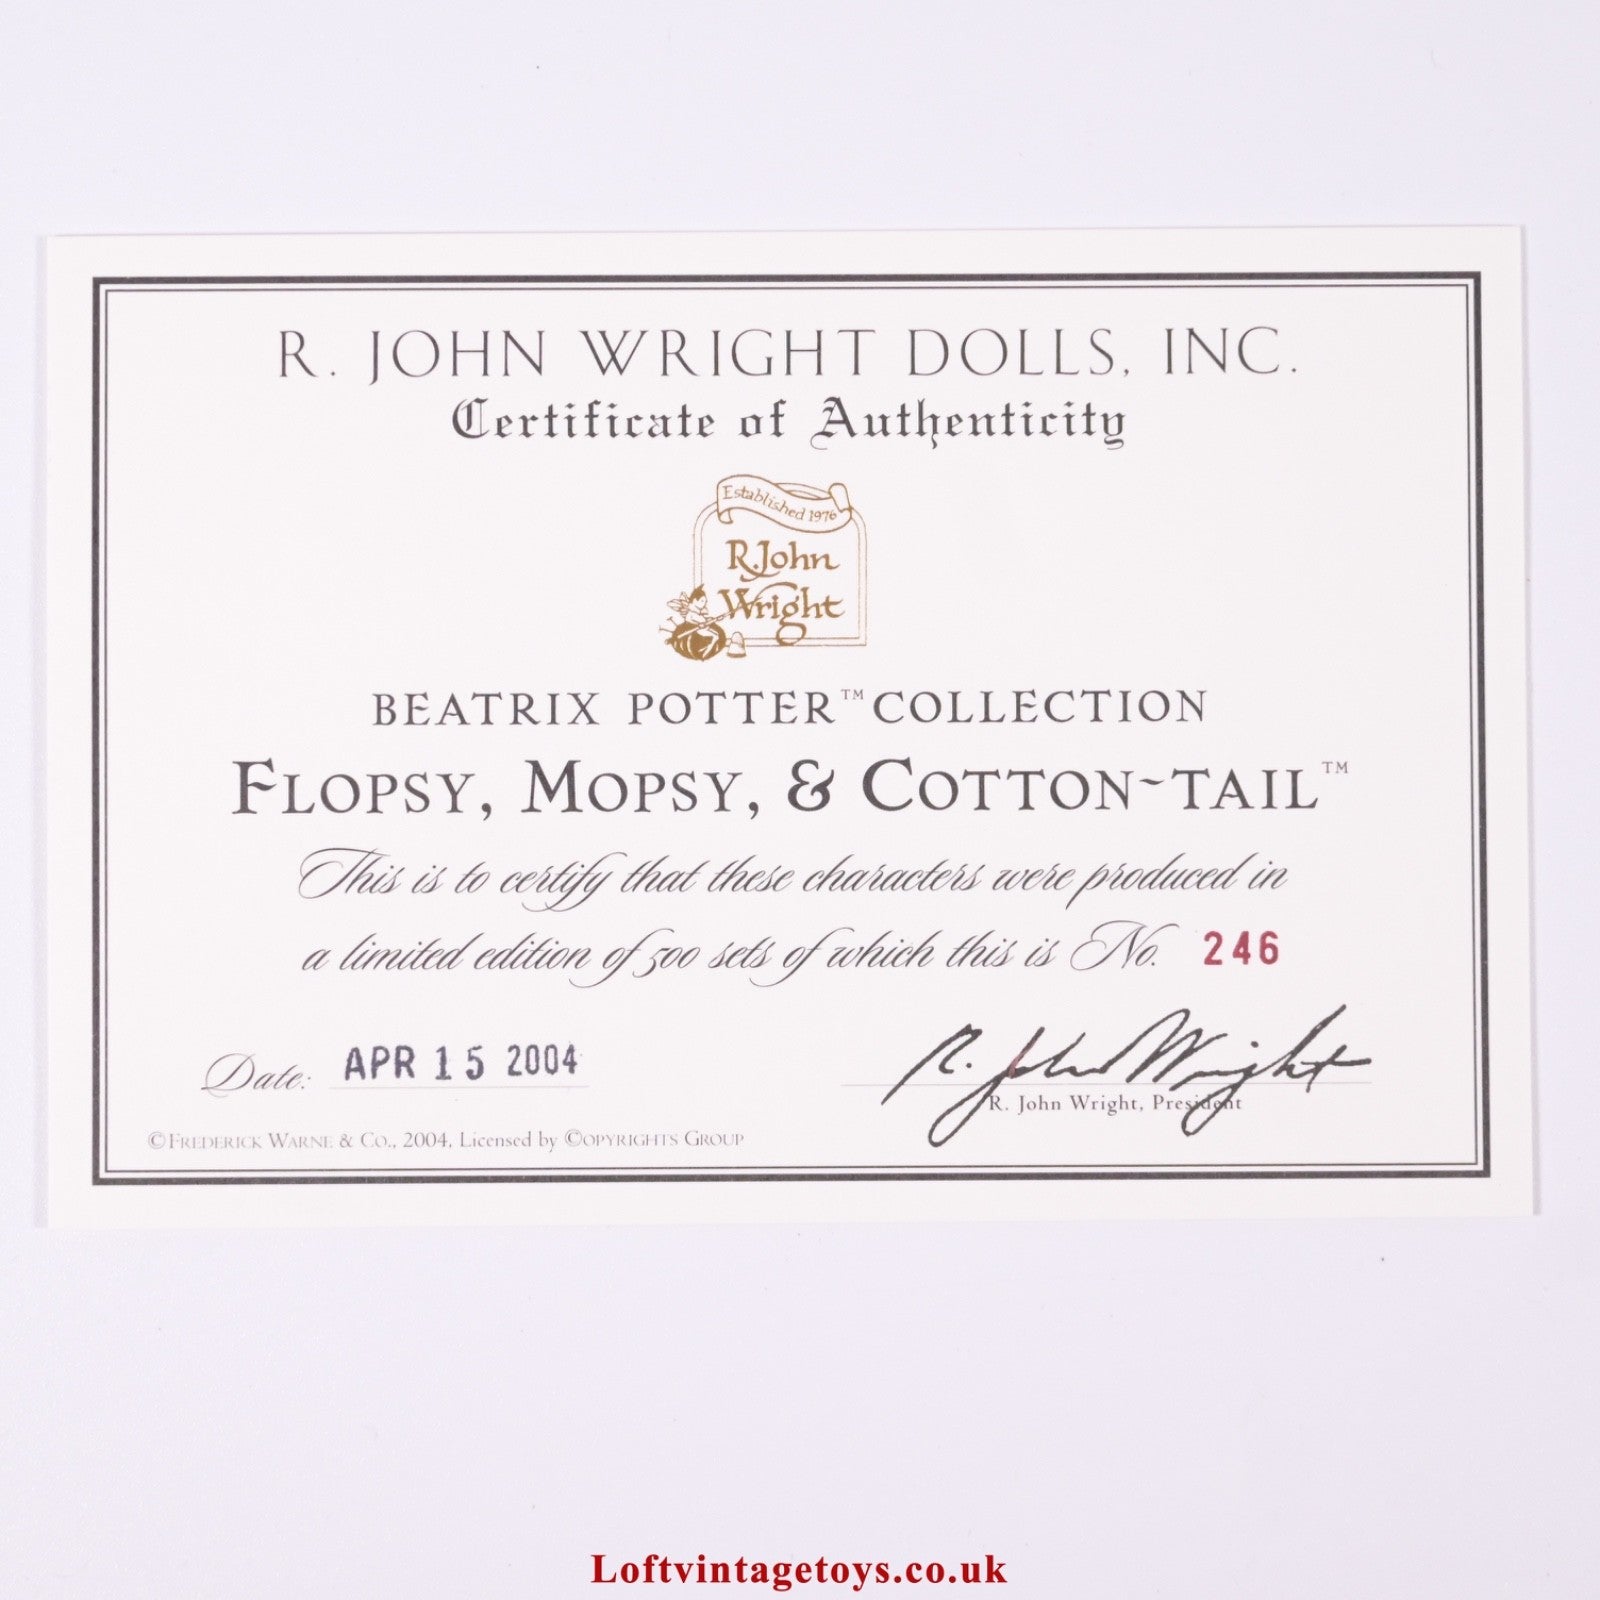 R. JOHN WRIGHT DOLLS, INC.
Certificate of Authenticity
Established 1976
R. John
Wright
BEATRIX POTTER™ COLLECTION
FLOPSY, MOPSY, & COTTON-TAIL™
This is to certify that these characters were produced in
a limited edition of 500 sets of which this is No. 246
Date: APR 15 2004
R. John Wright
R. John Wright, President
©FREDERICK WARNE & CO., 2004, Licensed by ©OPYRIGHTS GROUP
Loftvintagetoys.co.uk